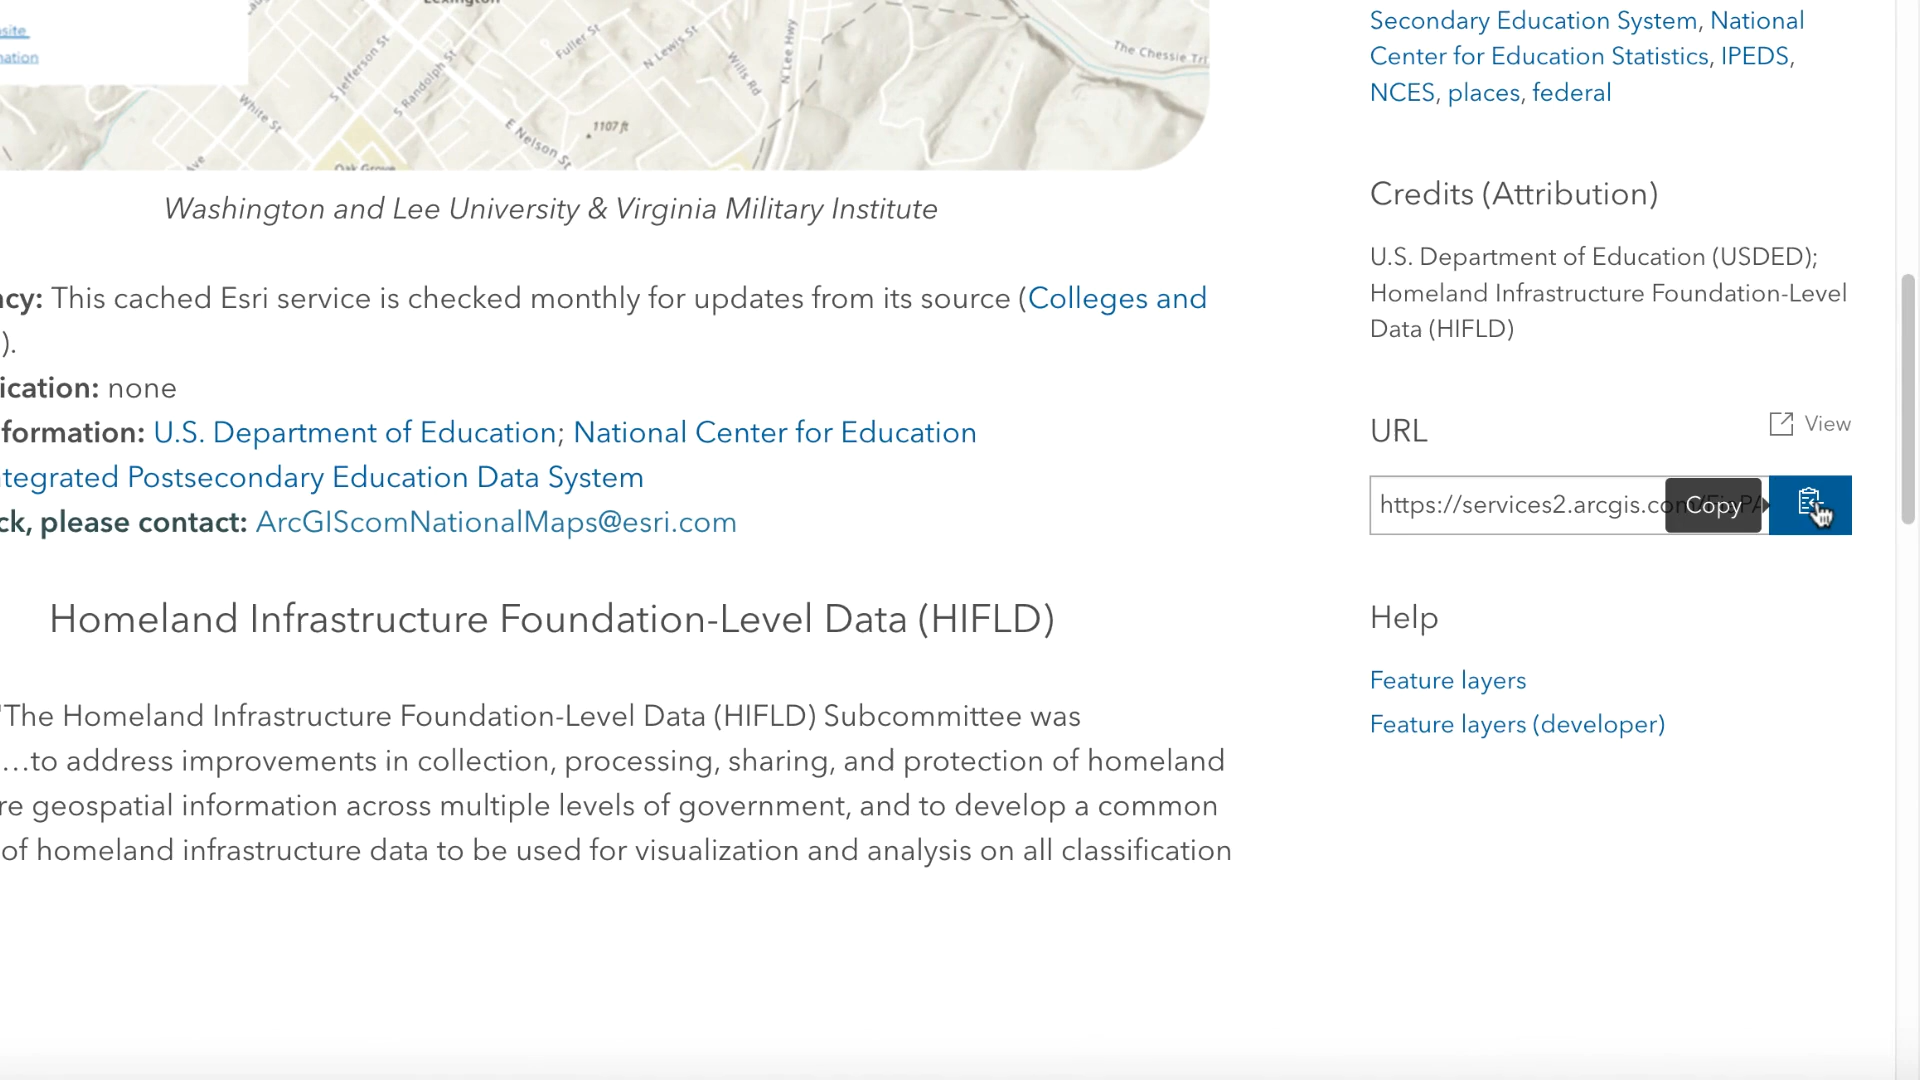 Lexington
site
ation
S Jefferson St
S Randolph St
Fuller St
N Lewis St
Wills Rd
N Lee Hwy
The Chessie Tri
White St
E Nelson St
1107 ft
Ave
Oak Grove
Washington and Lee University & Virginia Military Institute
ncy: This cached Esri service is checked monthly for updates from its source (Colleges and
).
ication: none
formation: U.S. Department of Education; National Center for Education
ntegrated Postsecondary Education Data System
ck, please contact: ArcGIScomNationalMaps@esri.com
Homeland Infrastructure Foundation-Level Data (HIFLD)
"The Homeland Infrastructure Foundation-Level Data (HIFLD) Subcommittee was
…to address improvements in collection, processing, sharing, and protection of homeland
re geospatial information across multiple levels of government, and to develop a common
of homeland infrastructure data to be used for visualization and analysis on all classification
Secondary Education System, National
Center for Education Statistics, IPEDS,
NCES, places, federal
Credits (Attribution)
U.S. Department of Education (USDED);
Homeland Infrastructure Foundation-Level
Data (HIFLD)
URL
View
https://services2.arcgis.com
Copy
Help
Feature layers
Feature layers (developer)